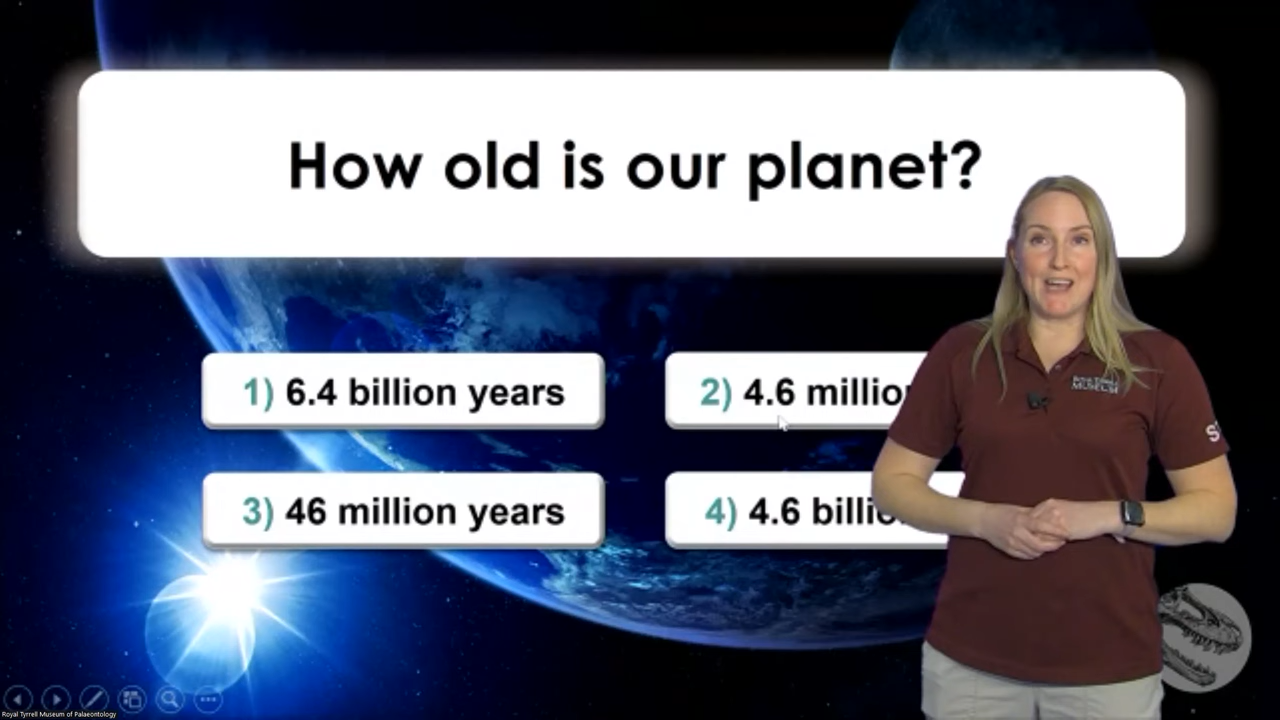 How old is our planet?
1) 6.4 billion years
2) 4.6 millio
3) 46 million years
4) 4.6 billio
MUSEUM
Royal Tyrrell Museum of Palaeontology